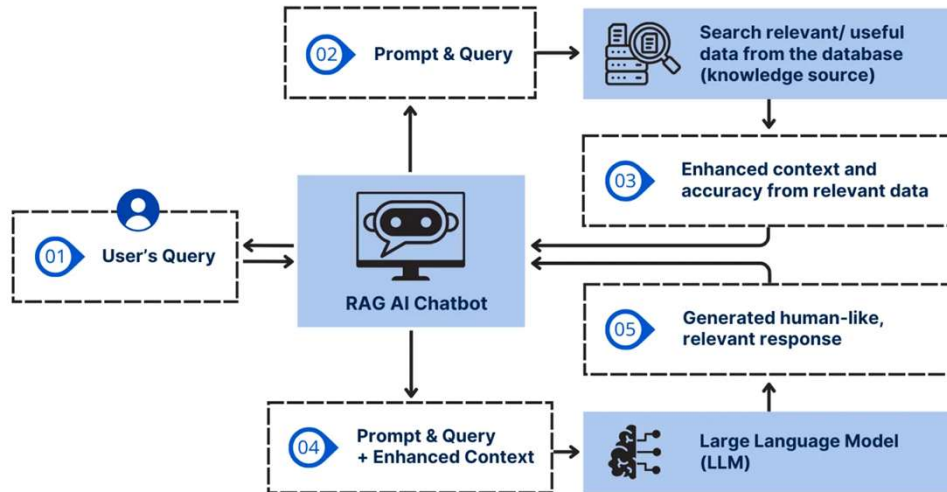 02
Prompt & Query
Search relevant/ useful
data from the database
(knowledge source)
03
Enhanced context and
accuracy from relevant data
01
User's Query
RAG AI Chatbot
05
Generated human-like,
relevant response
04
Prompt & Query
+ Enhanced Context
Large Language Model
(LLM)